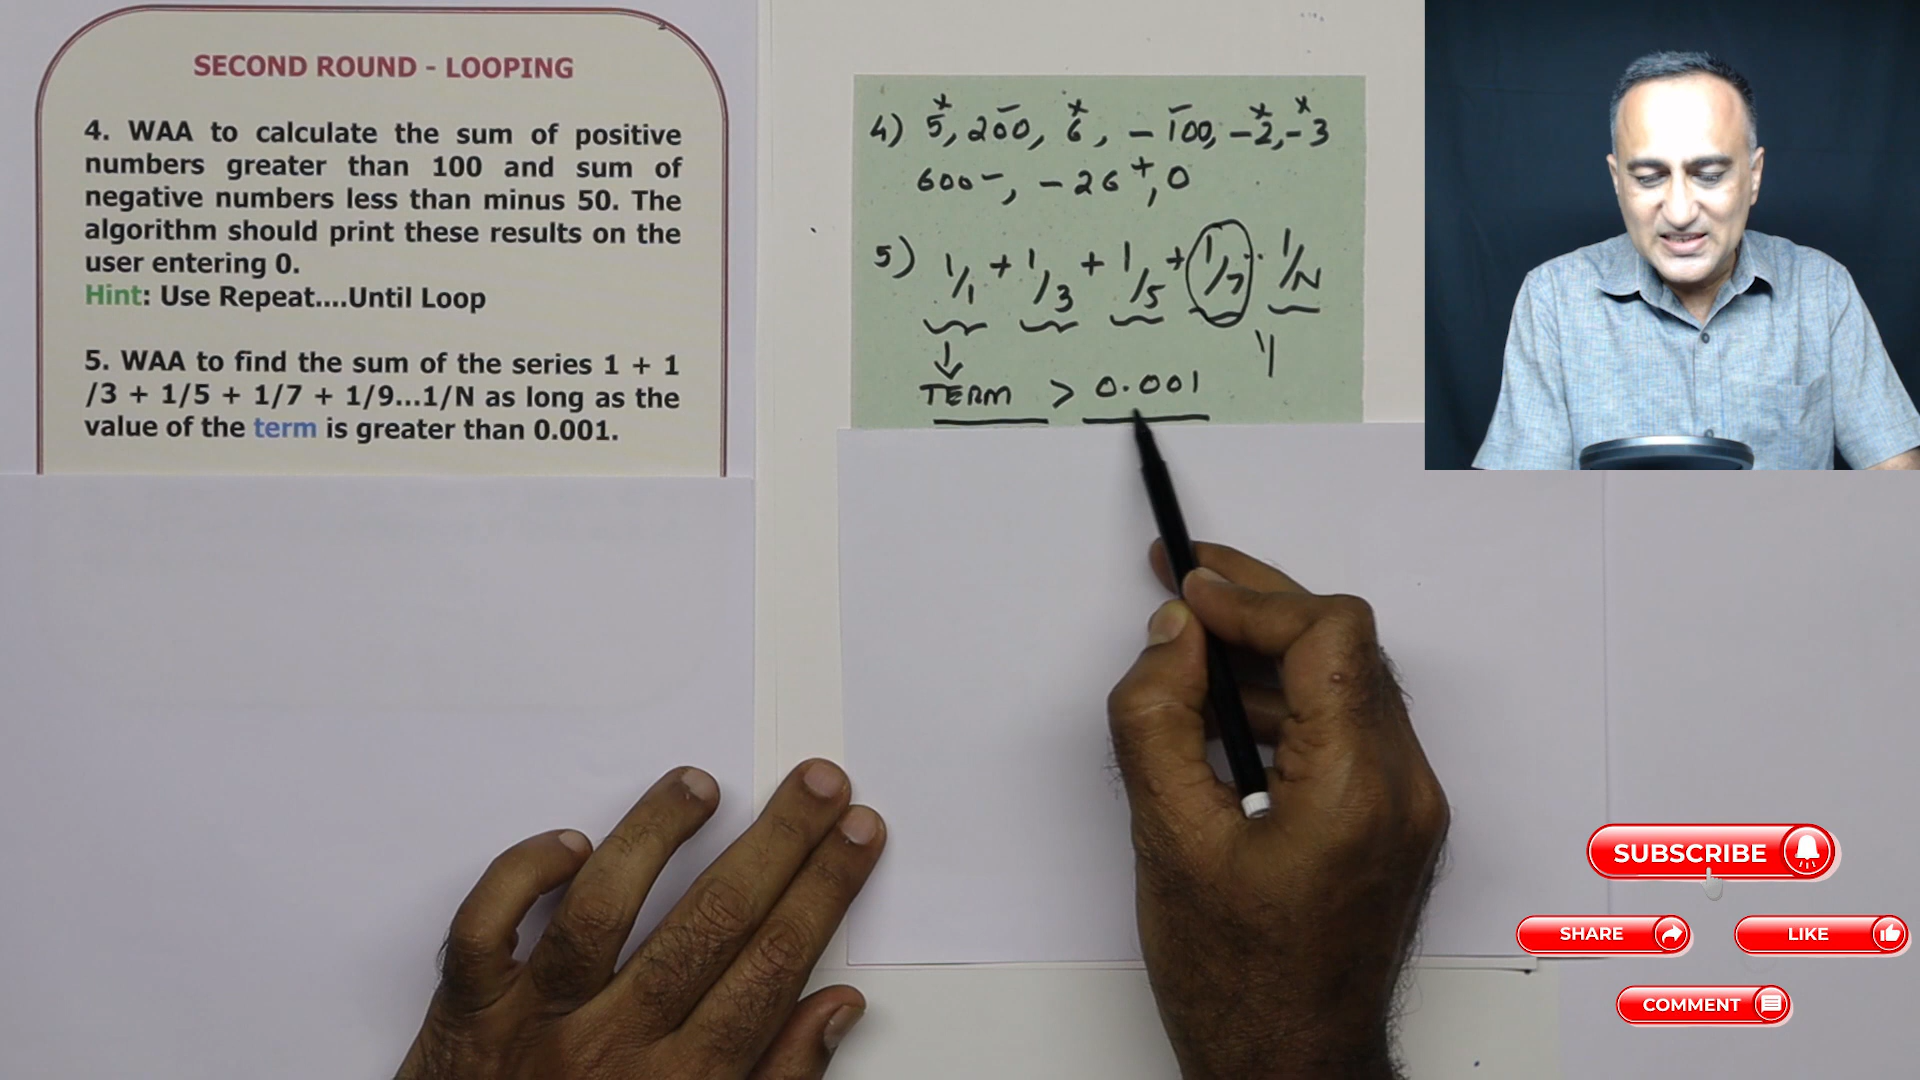 SECOND ROUND - LOOPING
4. WAA to calculate the sum of positive
numbers greater than 100 and sum of
negative numbers less than minus 50. The
algorithm should print these results on the
user entering 0.
Hint: Use Repeat....Until Loop
5. WAA to find the sum of the series 1 + 1
/3 + 1/5 + 1/7 + 1/9...1/N as long as the
value of the term is greater than 0.001.
4) 5, 200, 6, -100, -2, -3
600-, -26+, 0
5) 1/1 + 1/3 + 1/5 + 1/7 .. 1/N
TERM > 0.001
SUBSCRIBE
SHARE
LIKE
COMMENT